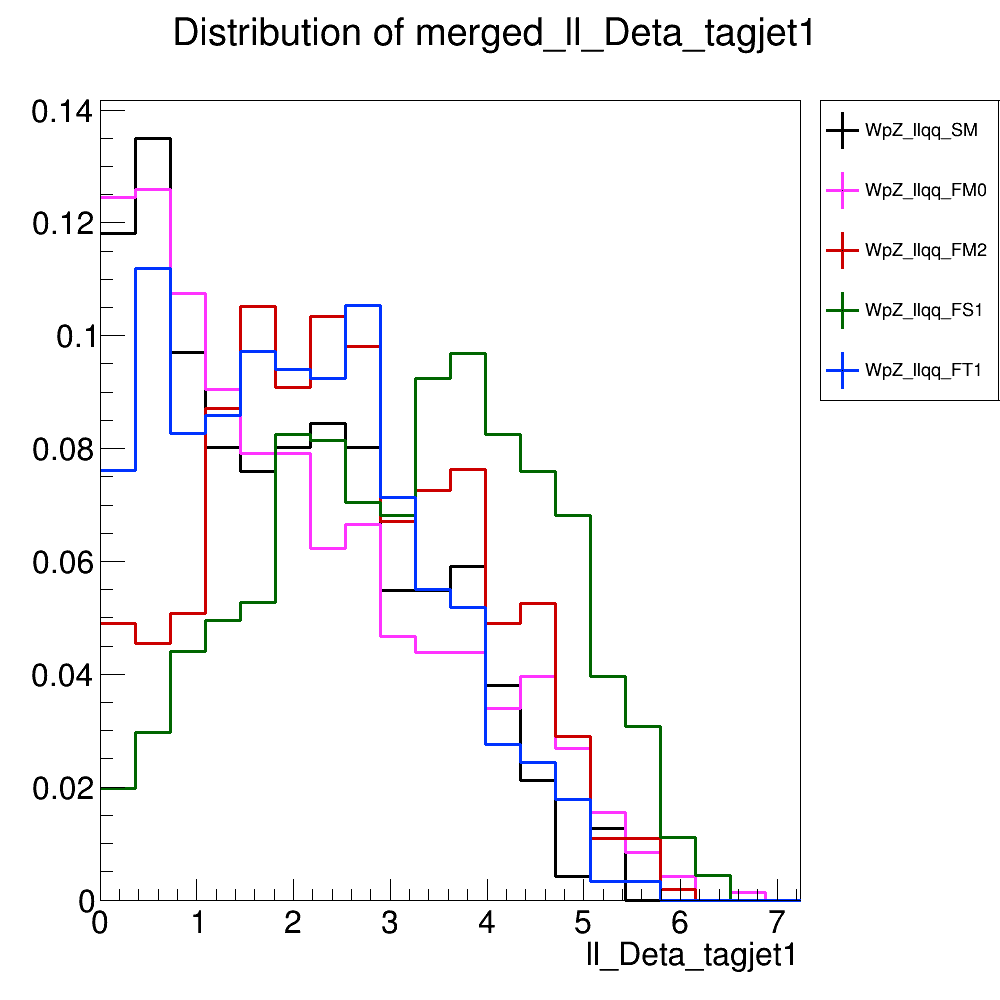 Distribution of merged_ll_Deta_tagjet1
0.14
0.12
0.1
0.08
0.06
0.04
0.02
0
0 1 2 3 4 5 6 7
ll_Deta_tagjet1
WpZ_llqq_SM
WpZ_llqq_FM0
WpZ_llqq_FM2
WpZ_llqq_FS1
WpZ_llqq_FT1